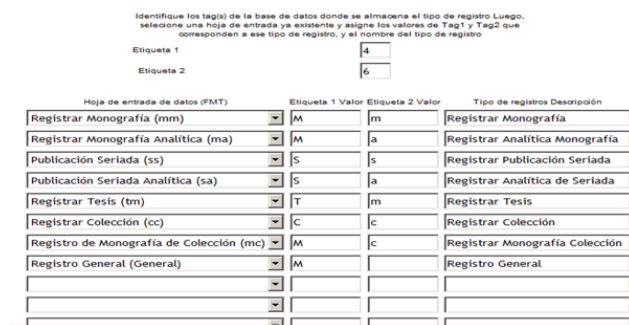 Identifique los tag(s) de la base de datos donde se almacena el tipo de registro Luego,
selecione una hoja de entrada ya existente y asigne los valores de Tag1 y Tag2 que
corresponden a ese tipo de registro, y el nombre del tipo de registro
Etiqueta 1 4
Etiqueta 2 6
Hoja de entrada de datos (FMT) Etiqueta 1 Valor Etiqueta 2 Valor Tipo de registros Descripción
Registrar Monografía (mm) M m Registrar Monografía
Registrar Monografía Analítica (ma) M a Registrar Analítica Monografía
Publicación Seriada (ss) S s Registrar Publicación Seriada
Publicación Seriada Analítica (sa) S a Registrar Analítica de Seriada
Registrar Tesis (tm) T m Registrar Tesis
Registrar Colección (cc) C c Registrar Colección
Registro de Monografía de Colección (mc) M c Registrar Monografía Colección
Registro General (General) M Registro General